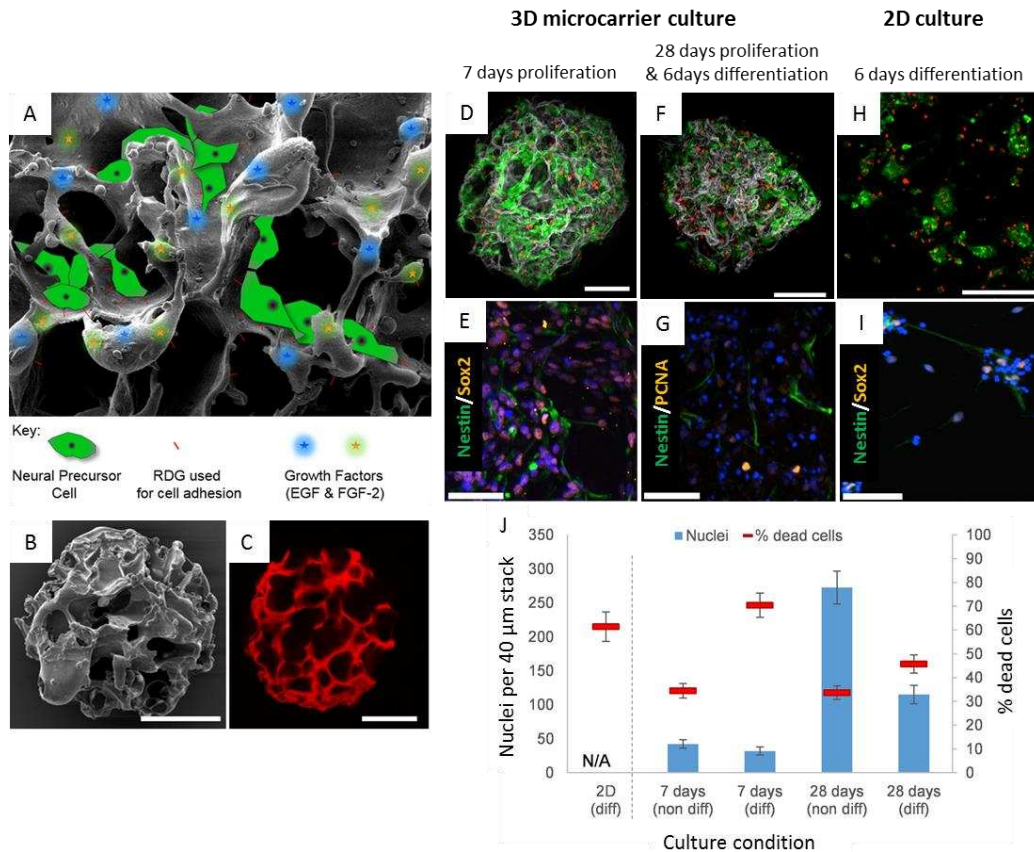 3D microcarrier culture
2D culture
7 days proliferation
28 days proliferation
& 6days differentiation
6 days differentiation
A
D
F
H
E
Nestin/Sox2
G
Nestin/PCNA
I
Nestin/Sox2
Key:
Neural Precursor
Cell
RDG used
for cell adhesion
Growth Factors
(EGF & FGF-2)
B
C
J
Nuclei
% dead cells
Nuclei per 40 µm stack
350
300
250
200
150
100
50
0
100
90
80
70
60
50
40
30
20
10
0
% dead cells
N/A
2D
(diff)
7 days
(non diff)
7 days
(diff)
28 days
(non diff)
28 days
(diff)
Culture condition